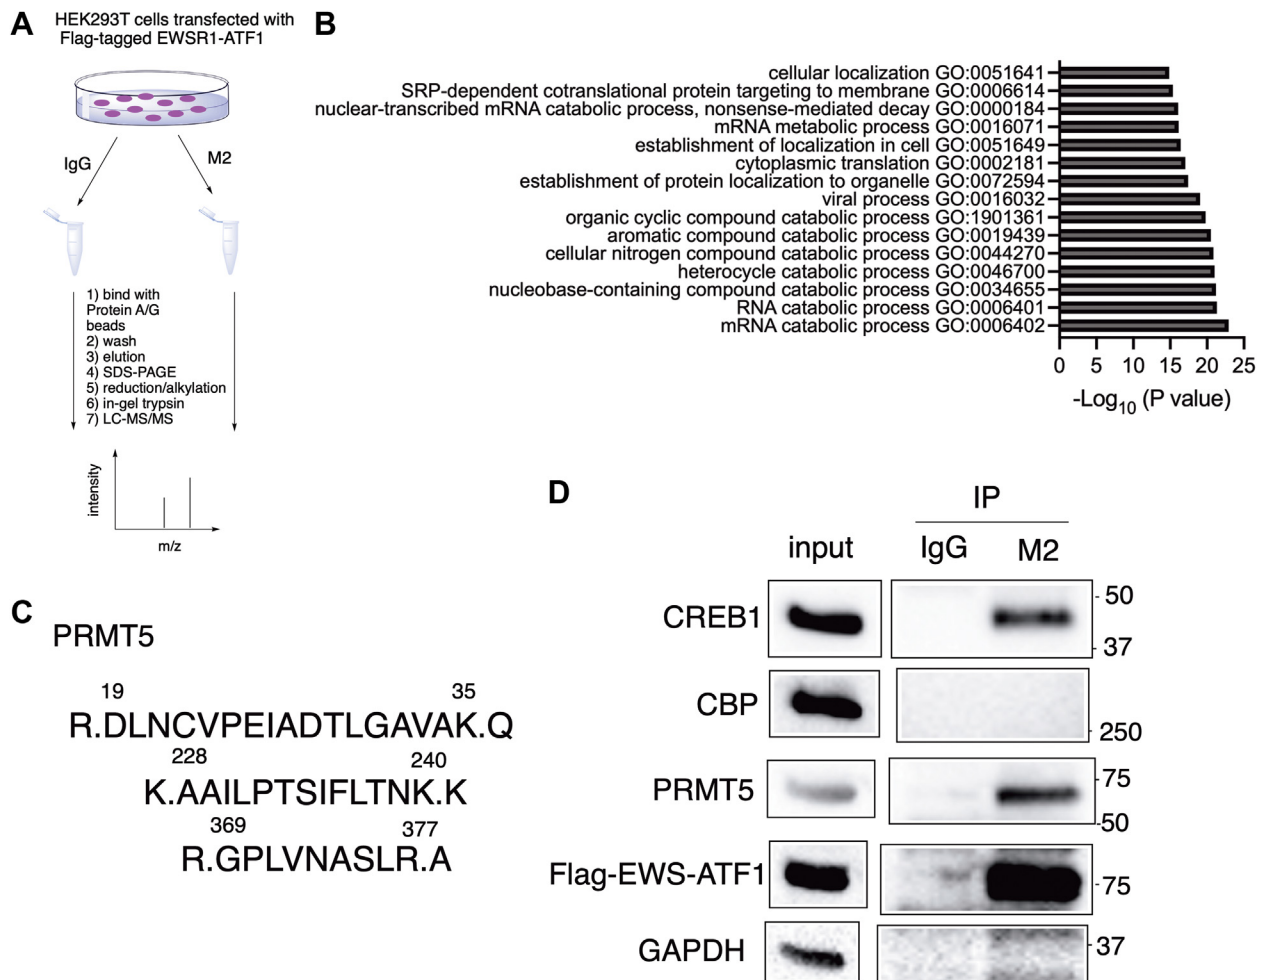 A
HEK293T cells transfected with
Flag-tagged EWSR1-ATF1
IgG
M2
1) bind with
Protein A/G
beads
2) wash
3) elution
4) SDS-PAGE
5) reduction/alkylation
6) in-gel trypsin
7) LC-MS/MS
intensity
m/z
B
cellular localization GO:0051641
SRP-dependent cotranslational protein targeting to membrane GO:0006614
nuclear-transcribed mRNA catabolic process, nonsense-mediated decay GO:0000184
mRNA metabolic process GO:0016071
establishment of localization in cell GO:0051649
cytoplasmic translation GO:0002181
establishment of protein localization to organelle GO:0072594
viral process GO:0016032
organic cyclic compound catabolic process GO:1901361
aromatic compound catabolic process GO:0019439
cellular nitrogen compound catabolic process GO:0044270
heterocycle catabolic process GO:0046700
nucleobase-containing compound catabolic process GO:0034655
RNA catabolic process GO:0006401
mRNA catabolic process GO:0006402
0 5 10 15 20 25
-Log10 (P value)
C
PRMT5
19 35
R.DLNCVPEIADTLGAVAK.Q
228 240
K.AAILPTSIFLTNK.K
369 377
R.GPLVNASLR.A
D
IP
input IgG M2
CREB1
50
37
CBP
250
PRMT5
75
50
Flag-EWS-ATF1
75
GAPDH
37